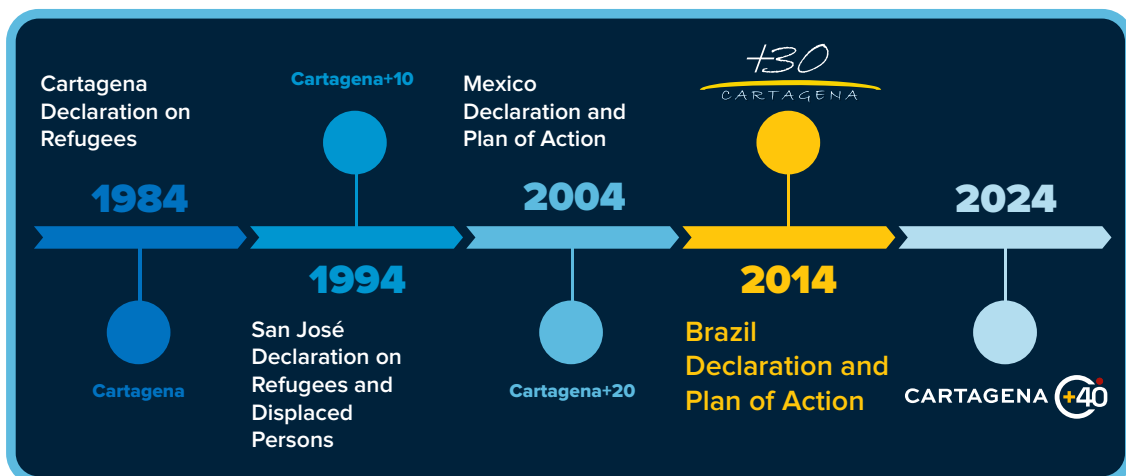 Cartagena
Declaration on
Refugees
1984
Cartagena
Cartagena+10
1994
San José
Declaration on
Refugees and
Displaced
Persons
Mexico
Declaration and
Plan of Action
2004
Cartagena+20
+30
CARTAGENA
2014
Brazil
Declaration and
Plan of Action
2024
CARTAGENA +40